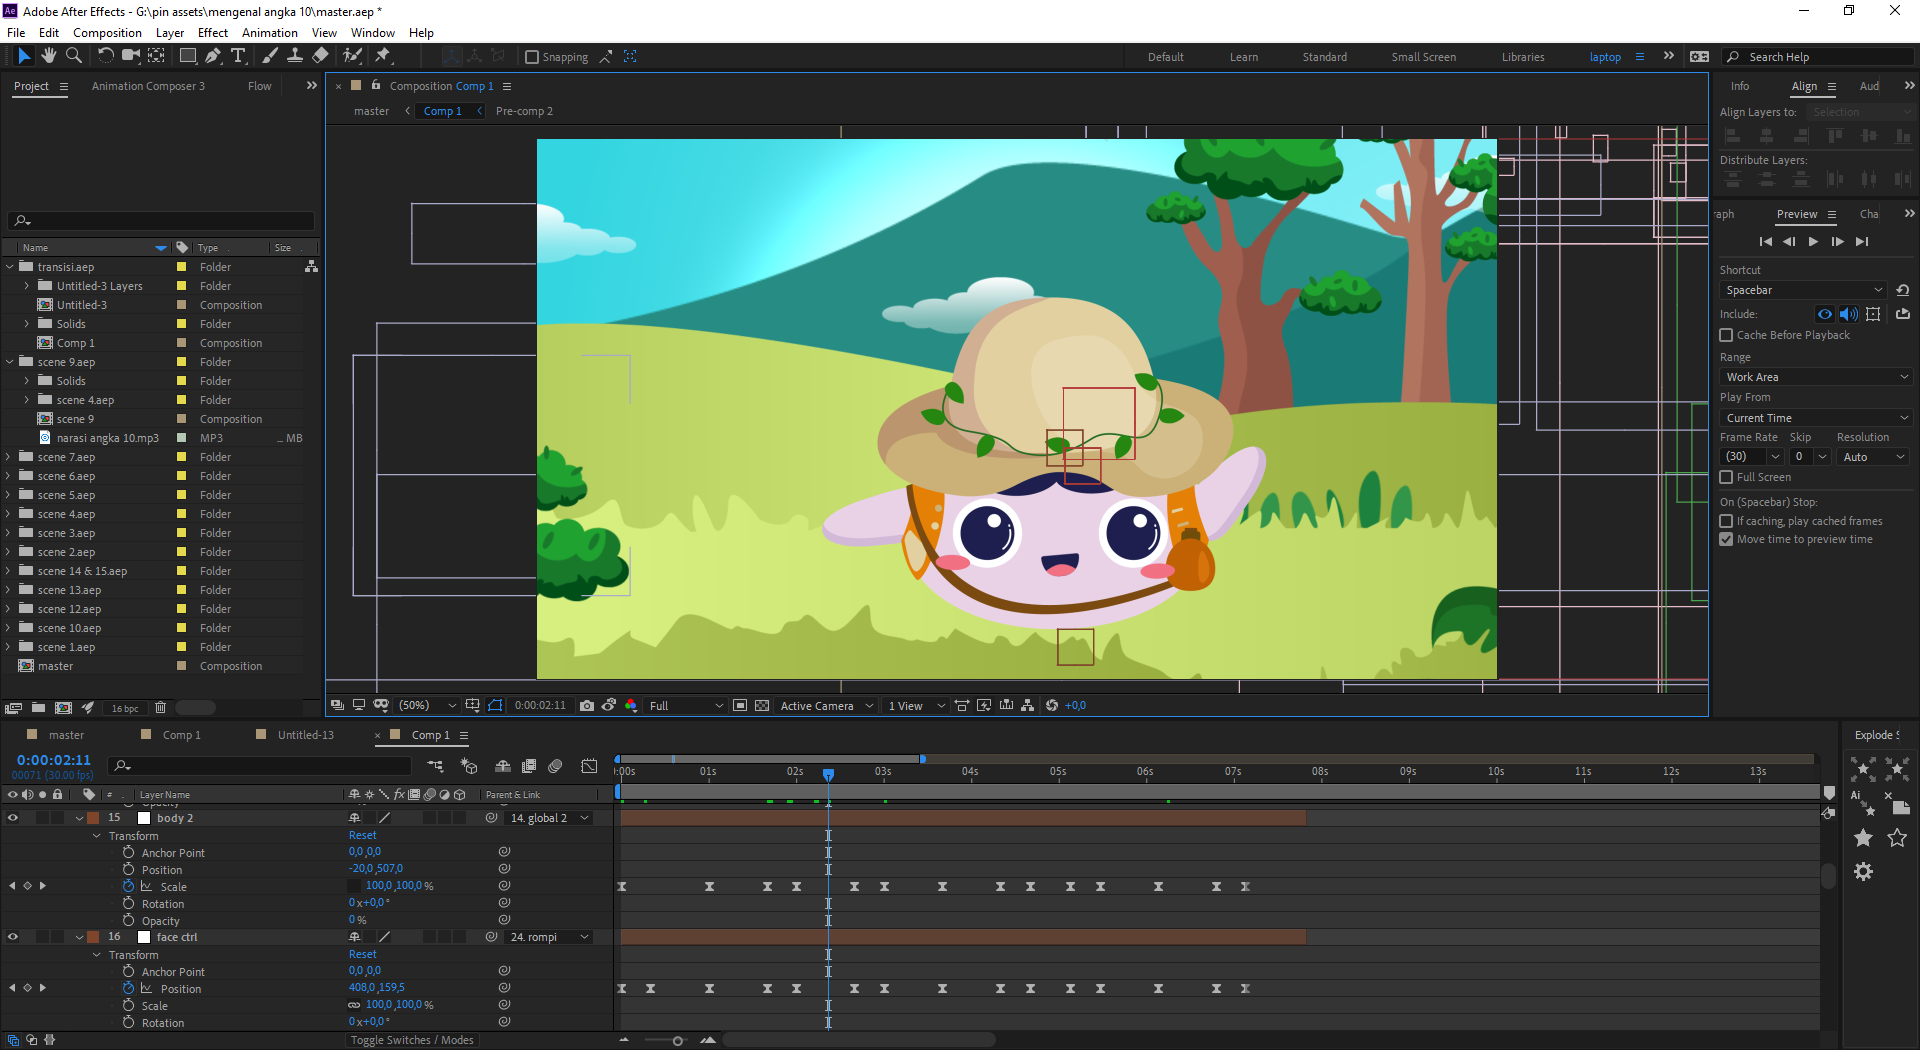 Ae Adobe After Effects - G:\pin assets\mengenal angka 10\master.aep *
File Edit Composition Layer Effect Animation View Window Help
Snapping Default Learn Standard Small Screen Libraries laptop Search Help
Project Animation Composer 3 Flow
Composition Comp 1
master Comp 1 Pre-comp 2
Info Align Aud
Align Layers to: Selection
Distribute Layers:
raph Preview Cha
Shortcut
Spacebar
Include:
Cache Before Playback
Range
Work Area
Play From
Current Time
Frame Rate Skip Resolution
(30) 0 Auto
Full Screen
On (Spacebar) Stop:
If caching, play cached frames
Move time to preview time
Name Type Size
transisi.aep Folder
Untitled-3 Layers Folder
Untitled-3 Composition
Solids Folder
Comp 1 Composition
scene 9.aep Folder
Solids Folder
scene 4.aep Folder
scene 9 Composition
narasi angka 10.mp3 MP3 ... MB
scene 7.aep Folder
scene 6.aep Folder
scene 5.aep Folder
scene 4.aep Folder
scene 3.aep Folder
scene 2.aep Folder
scene 14 & 15.aep Folder
scene 13.aep Folder
scene 12.aep Folder
scene 10.aep Folder
scene 1.aep Folder
master Composition
16 bpc
(50%) 0:00:02:11 Full Active Camera 1 View +0,0
master Comp 1 Untitled-13 Comp 1
Explode S
0:00:02:11
00071 (30.00 fps)
:00s 01s 02s 03s 04s 05s 06s 07s 08s 09s 10s 11s 12s 13s
# Layer Name fx Parent & Link
Ai
Opacity
15 body 2 14. global 2
Transform Reset
Anchor Point 0,0,0,0
Position -20,0,507,0
Scale 100,0,100,0 %
Rotation 0x+0,0°
Opacity 0 %
16 face ctrl 24. rompi
Transform Reset
Anchor Point 0,0,0,0
Position 408,0,159,5
Scale 100,0,100,0 %
Rotation 0x+0,0°
Toggle Switches / Modes